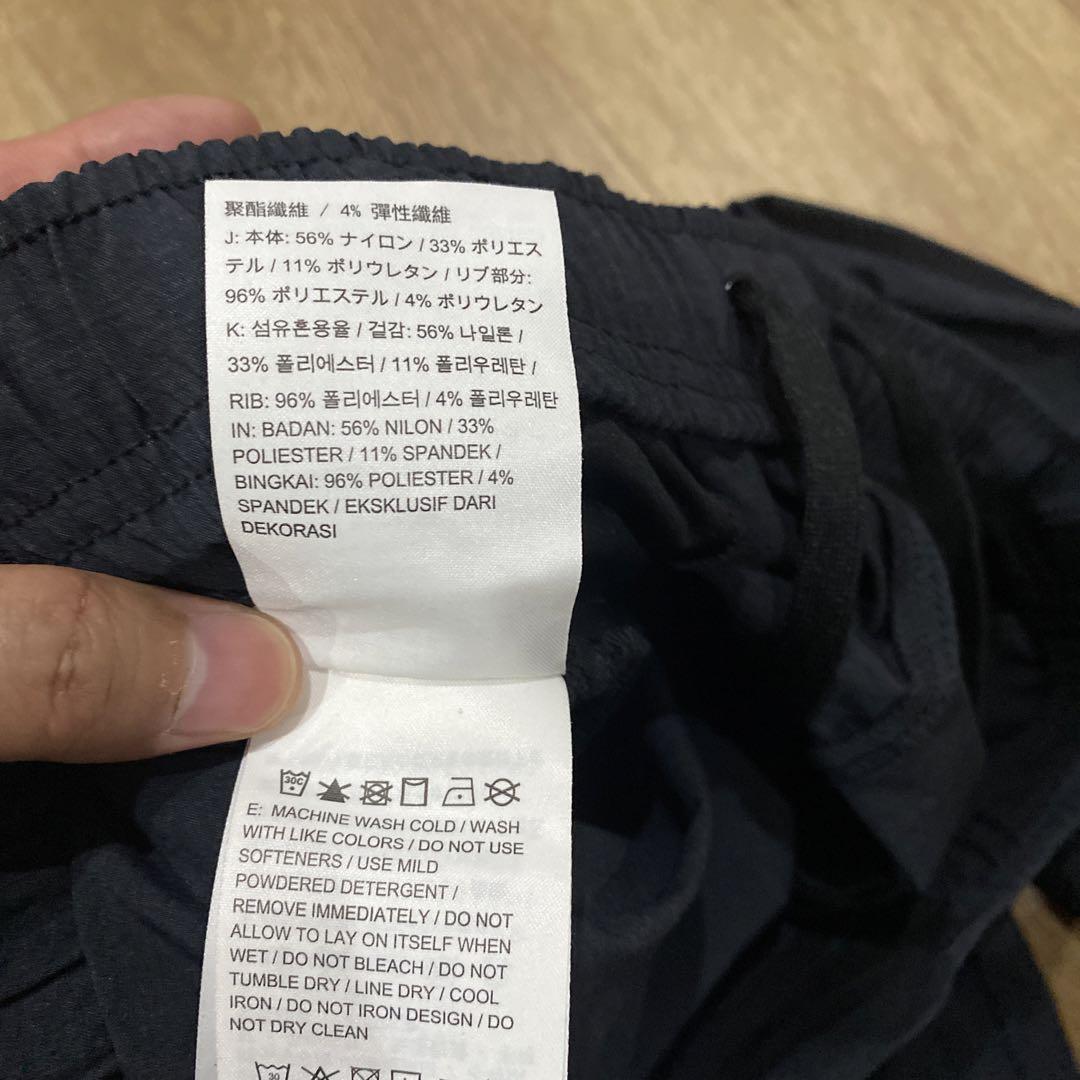 聚酯纖維 / 4% 彈性纖維
J: 本体: 56% ナイロン / 33% ポリエス
テル / 11% ポリウレタン / リブ部分:
96% ポリエステル / 4% ポリウレタン
K: 섬유혼용율 / 겉감: 56% 나일론 /
33% 폴리에스터 / 11% 폴리우레탄 /
RIB: 96% 폴리에스터 / 4% 폴리우레탄
IN: BADAN: 56% NILON / 33%
POLIESTER / 11% SPANDEK /
BINGKAI: 96% POLIESTER / 4%
SPANDEK / EKSKLUSIF DARI
DEKORASI
30C
E: MACHINE WASH COLD / WASH
WITH LIKE COLORS / DO NOT USE
SOFTENERS / USE MILD
POWDERED DETERGENT /
REMOVE IMMEDIATELY / DO NOT
ALLOW TO LAY ON ITSELF WHEN
WET / DO NOT BLEACH / DO NOT
TUMBLE DRY / LINE DRY / COOL
IRON / DO NOT IRON DESIGN / DO
NOT DRY CLEAN
30